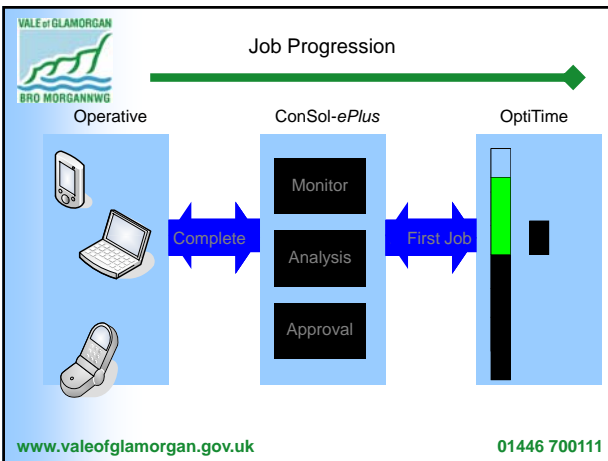 VALE of GLAMORGAN
BRO MORGANNWG
Job Progression
Operative
ConSol-ePlus
OptiTime
Monitor
Complete
Analysis
First Job
Approval
www.valeofglamorgan.gov.uk
01446 700111